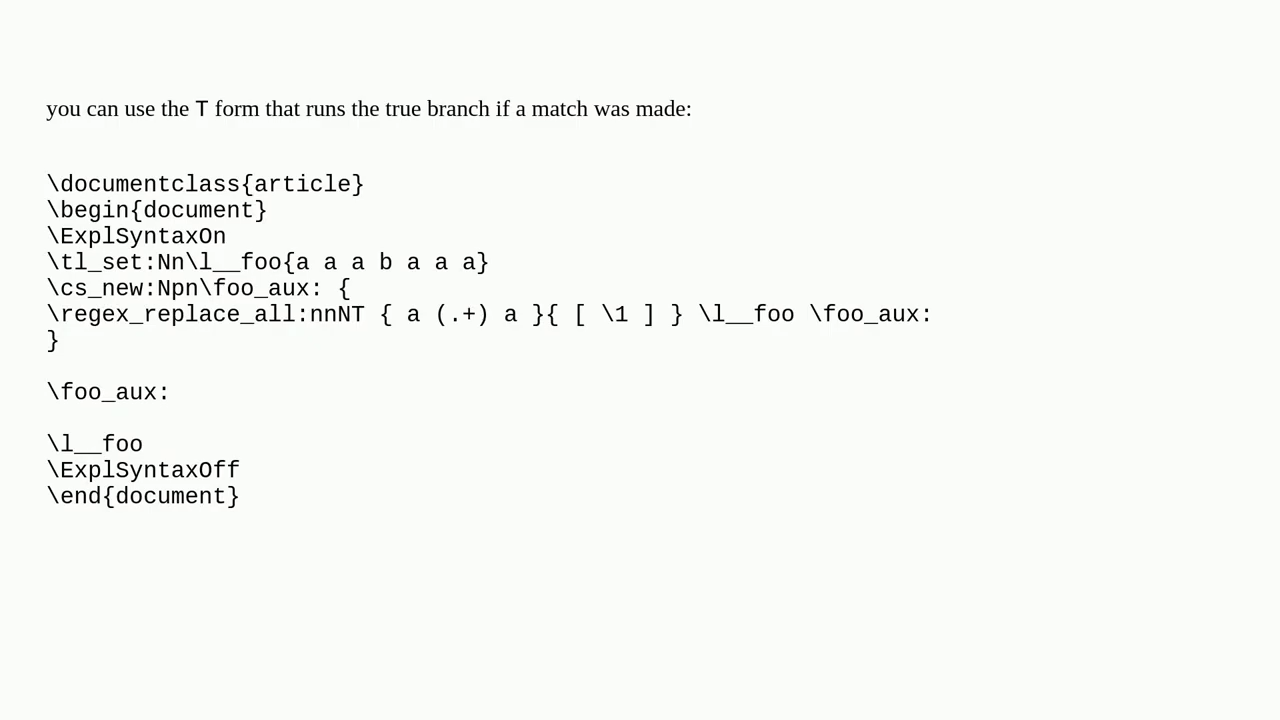 you can use the T form that runs the true branch if a match was made:
\documentclass{article}
\begin{document}
\ExplSyntaxOn
\tl_set:Nn\l__foo{a a a b a a a}
\cs_new:Npn\foo_aux: {
\regex_replace_all:nnNT { a (.+) a }{ [ \1 ] } \l__foo \foo_aux:
}
\foo_aux:
\l__foo
\ExplSyntaxOff
\end{document}